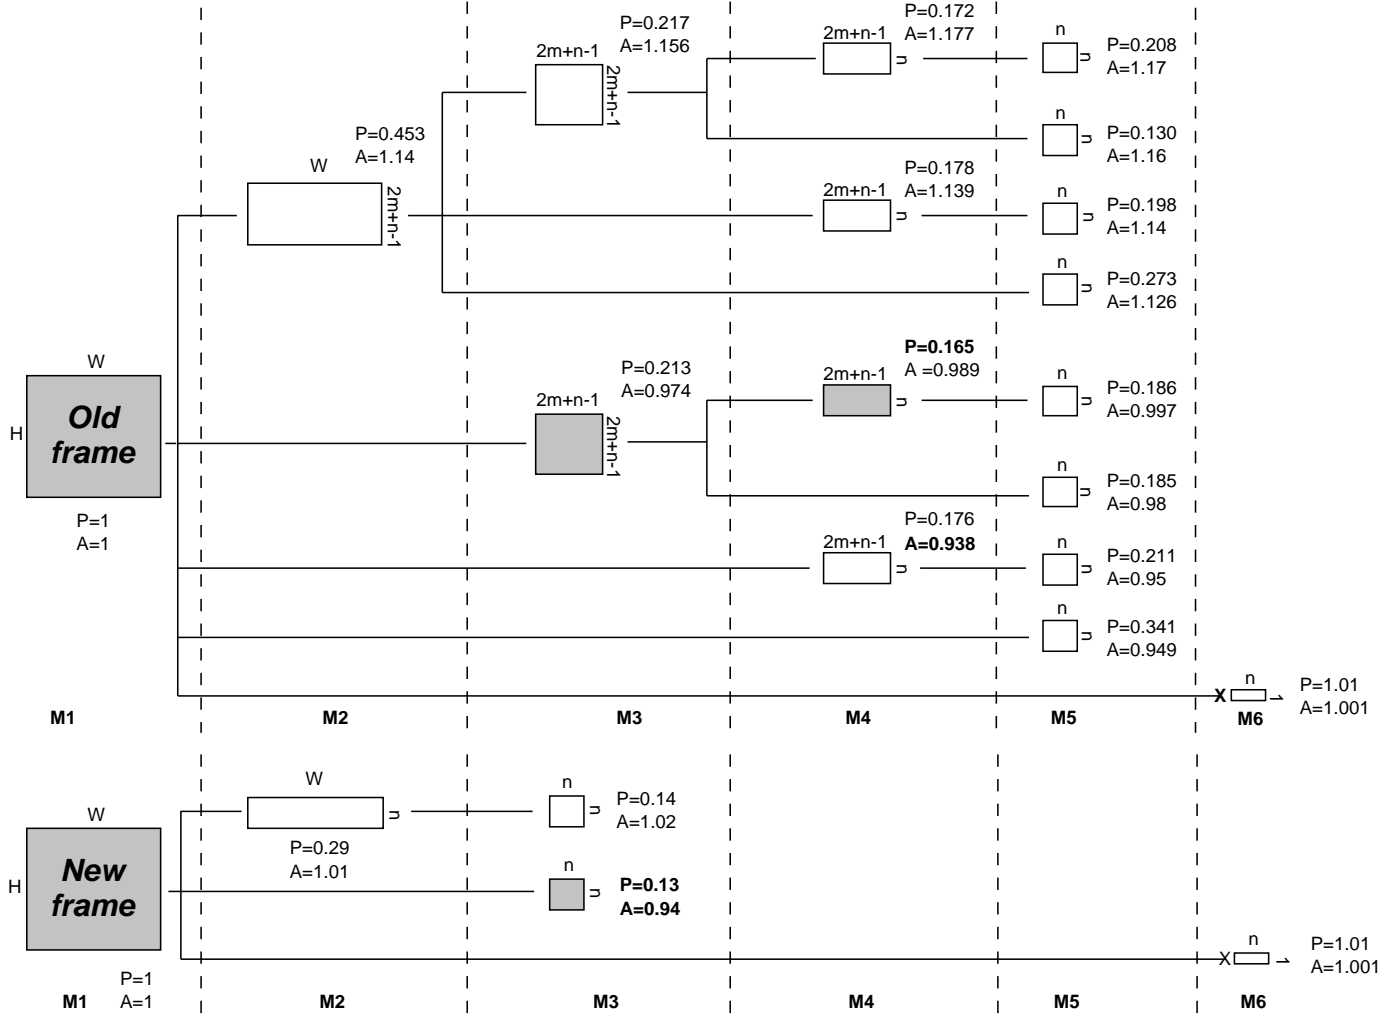 P=0.172
A=1.177
2m+n-1
n
P=0.217
A=1.156
2m+n-1
2m+n-1
n
n
P=0.208
A=1.17
P=0.453
A=1.14
W
2m+n-1
n
n
P=0.130
A=1.16
P=0.178
A=1.139
2m+n-1
n
n
n
P=0.198
A=1.14
n
n
P=0.273
A=1.126
W
H
Old
frame
P=1
A=1
P=0.213
A=0.974
2m+n-1
2m+n-1
P=0.165
A =0.989
2m+n-1
n
n
n
P=0.186
A=0.997
n
n
P=0.185
A=0.98
P=0.176
A=0.938
2m+n-1
n
n
n
P=0.211
A=0.95
n
n
P=0.341
A=0.949
X
n
1
P=1.01
A=1.001
M1
M2
M3
M4
M5
M6
W
n
P=0.29
A=1.01
n
n
P=0.14
A=1.02
W
H
New
frame
P=1
A=1
n
n
P=0.13
A=0.94
X
n
1
P=1.01
A=1.001
M1
M2
M3
M4
M5
M6